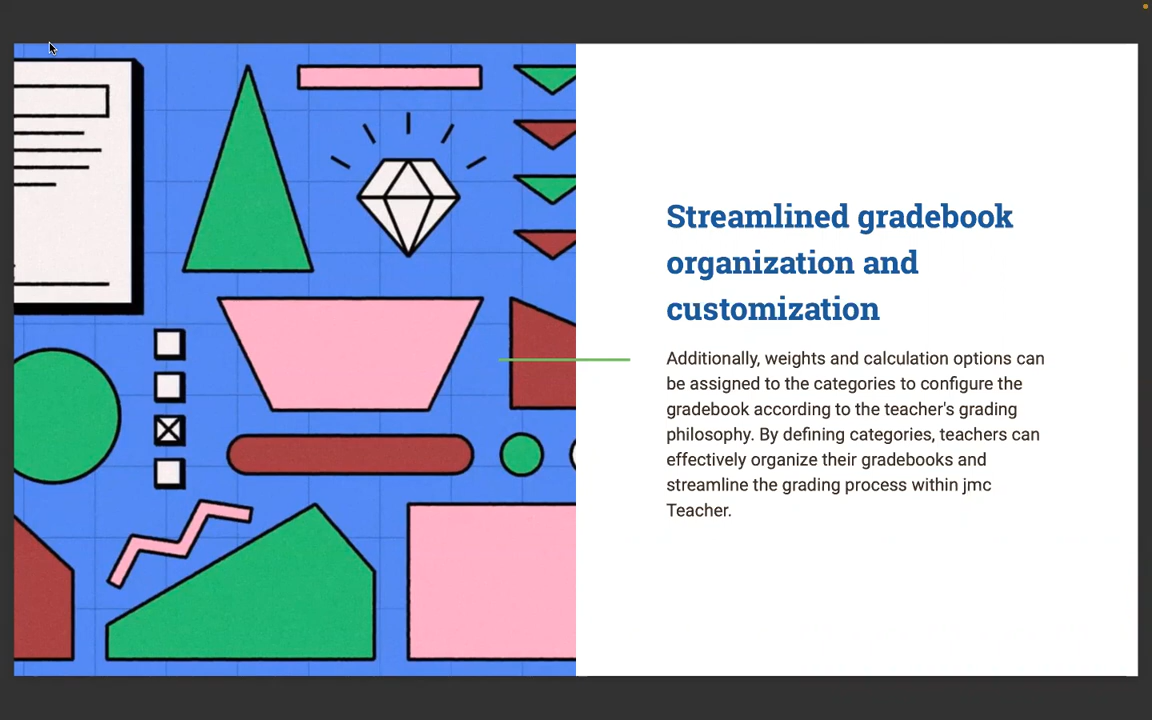 Streamlined gradebook
organization and
customization
Additionally, weights and calculation options can
be assigned to the categories to configure the
gradebook according to the teacher's grading
philosophy. By defining categories, teachers can
effectively organize their gradebooks and
streamline the grading process within jmc
Teacher.